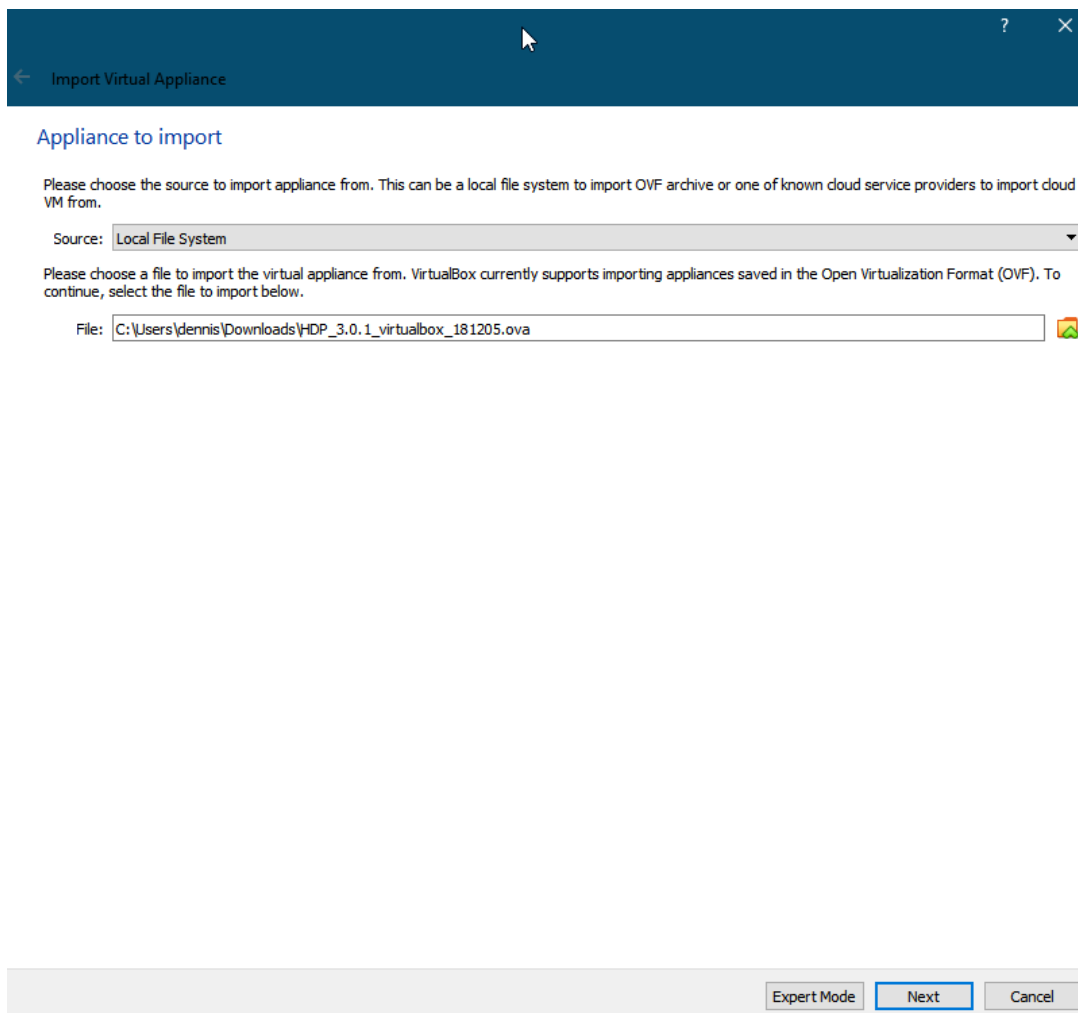 ?
Import Virtual Appliance
Appliance to import
Please choose the source to import appliance from. This can be a local file system to import OVF archive or one of known cloud service providers to import cloud
VM from.
Source: Local File System
Please choose a file to import the virtual appliance from. VirtualBox currently supports importing appliances saved in the Open Virtualization Format (OVF). To
continue, select the file to import below.
File: C:\Users\dennis\Downloads\HDP_3.0.1_virtualbox_181205.ova
Expert Mode Next Cancel